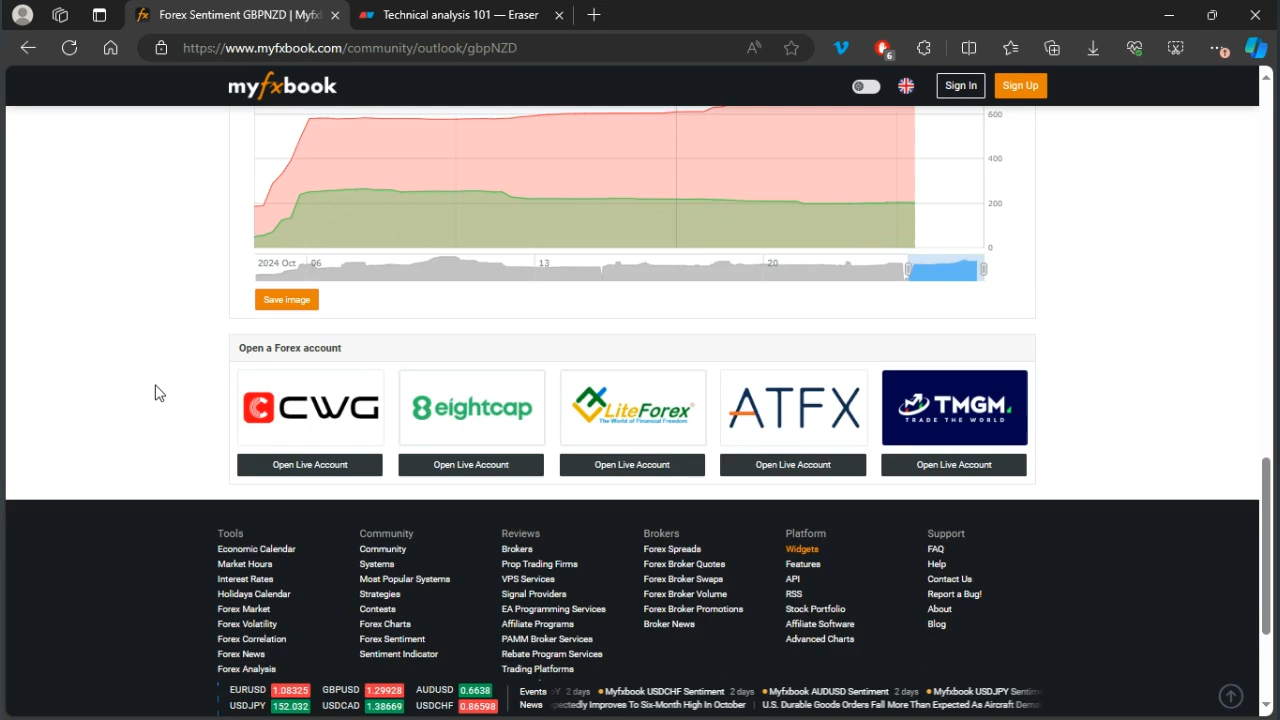 Forex Sentiment GBPNZD | Myfx
Technical analysis 101 — Eraser
https://www.myfxbook.com/community/outlook/gbpNZD
6
myfxbook
Sign In
Sign Up
600
400
200
0
2024 Oct 06 13 20
Save image
Open a Forex account
CWG
eightcap
LiteForex
The World of Financial Freedom
ATFX
TMGM.
TRADE THE WORLD
Open Live Account
Open Live Account
Open Live Account
Open Live Account
Open Live Account
Tools
Economic Calendar
Market Hours
Interest Rates
Holidays Calendar
Forex Market
Forex Volatility
Forex Correlation
Forex News
Forex Analysis
Community
Community
Systems
Most Popular Systems
Strategies
Contests
Forex Charts
Forex Sentiment
Sentiment Indicator
Reviews
Brokers
Prop Trading Firms
VPS Services
Signal Providers
EA Programming Services
Affiliate Programs
PAMM Broker Services
Rebate Program Services
Trading Platforms
Brokers
Forex Spreads
Forex Broker Quotes
Forex Broker Swaps
Forex Broker Volume
Forex Broker Promotions
Broker News
Platform
Widgets
Features
API
RSS
Stock Portfolio
Affiliate Software
Advanced Charts
Support
FAQ
Help
Contact Us
Report a Bug!
About
Blog
EURUSD 1.08325 GBPUSD 1.29928 AUDUSD 0.6638
USDJPY 152.032 USDCAD 1.38669 USDCHF 0.86598
Events Y 2 days Myfxbook USDCHF Sentiment 2 days Myfxbook AUDUSD Sentiment 2 days Myfxbook USDJPY Sentim
News pectedly Improves To Six-Month High In October | U.S. Durable Goods Orders Fall More Than Expected As Aircraft Dema